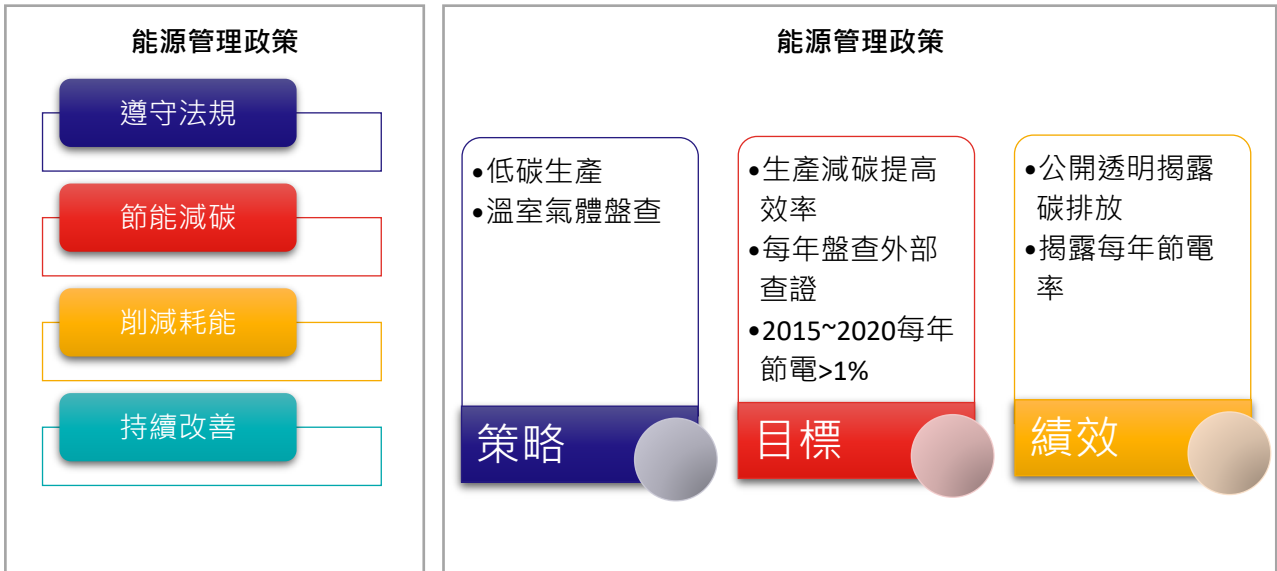 能源管理政策
遵守法規
節能減碳
削減耗能
持續改善
能源管理政策
•低碳生產
•溫室氣體盤查
策略
•生產減碳提高
效率
•每年盤查外部
查證
•2015~2020每年
節電>1%
目標
•公開透明揭露
碳排放
•揭露每年節電
率
績效